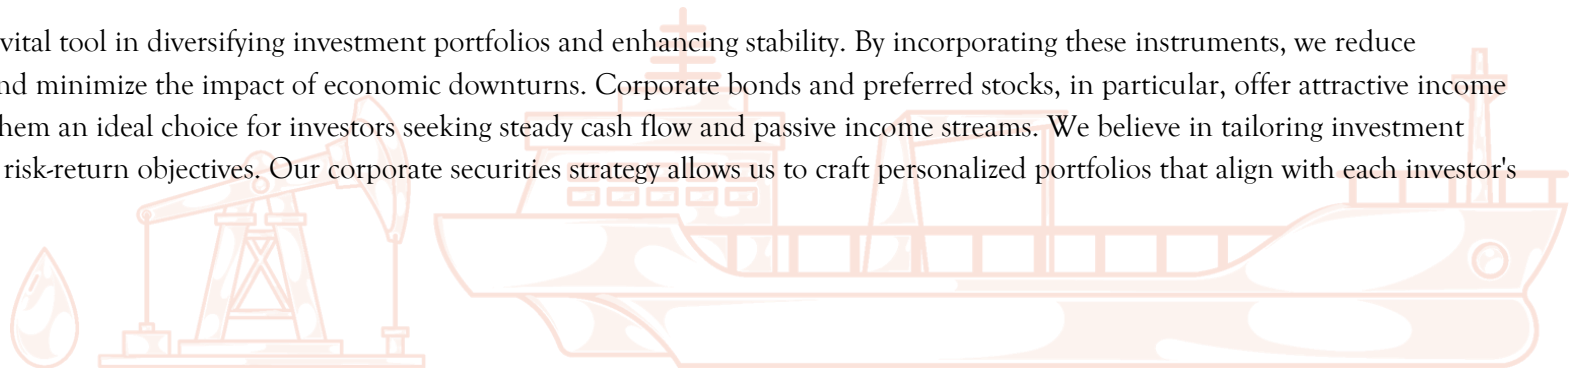 vital tool in diversifying investment portfolios and enhancing stability. By incorporating these instruments, we reduce
nd minimize the impact of economic downturns. Corporate bonds and preferred stocks, in particular, offer attractive income
hem an ideal choice for investors seeking steady cash flow and passive income streams. We believe in tailoring investment
risk-return objectives. Our corporate securities strategy allows us to craft personalized portfolios that align with each investor's